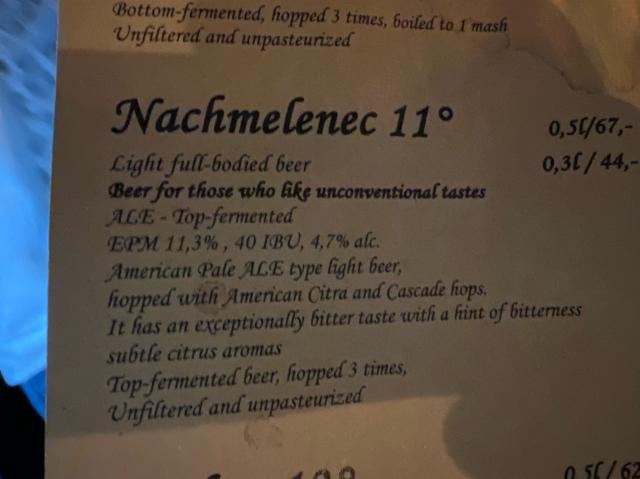 Bottom-fermented, hopped 3 times, boiled to 1 mash
Unfiltered and unpasteurized
Nachmelenec 11° 0,5l/67,-
Light full-bodied beer 0,3l / 44,-
Beer for those who like unconventional tastes
ALE - Top-fermented
EPM 11,3% , 40 IBU, 4,7% alc.
American Pale ALE type light beer,
hopped with American Citra and Cascade hops.
It has an exceptionally bitter taste with a hint of bitterness
subtle citrus aromas
Top-fermented beer, hopped 3 times,
Unfiltered and unpasteurized
0,5l / 62